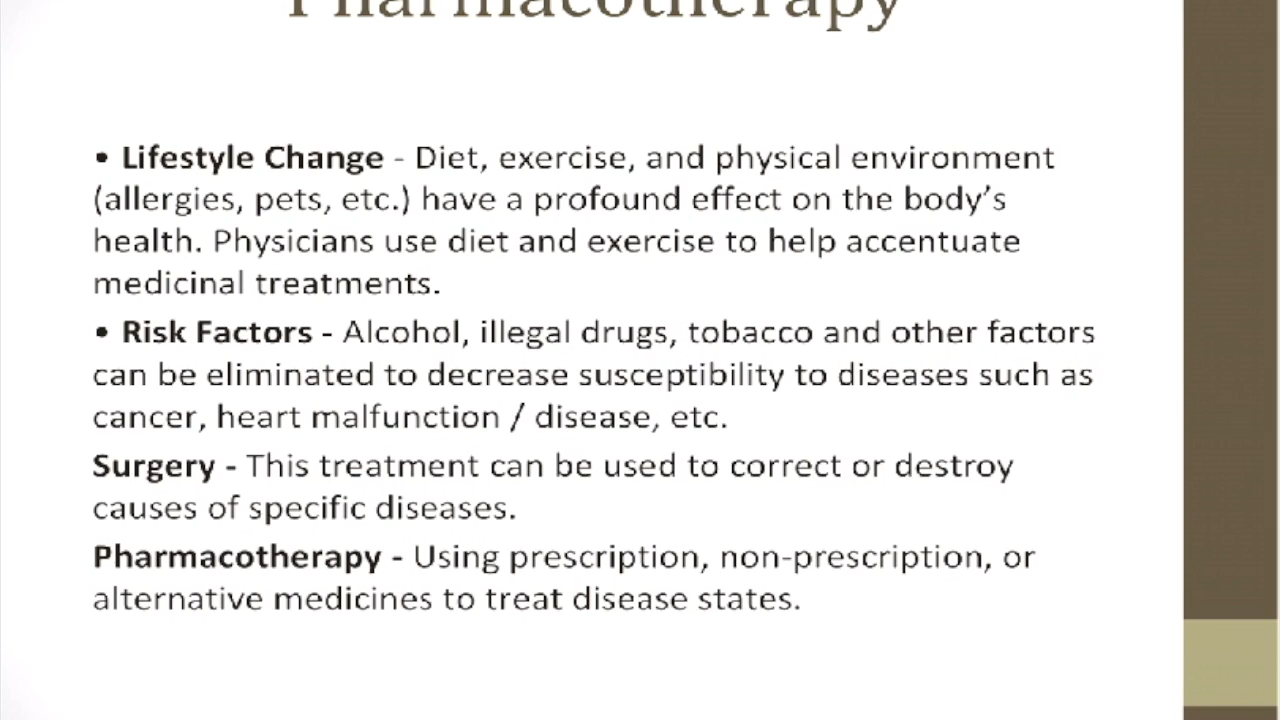 Pharmacotherapy
• Lifestyle Change - Diet, exercise, and physical environment
(allergies, pets, etc.) have a profound effect on the body’s
health. Physicians use diet and exercise to help accentuate
medicinal treatments.
• Risk Factors - Alcohol, illegal drugs, tobacco and other factors
can be eliminated to decrease susceptibility to diseases such as
cancer, heart malfunction / disease, etc.
Surgery - This treatment can be used to correct or destroy
causes of specific diseases.
Pharmacotherapy - Using prescription, non-prescription, or
alternative medicines to treat disease states.